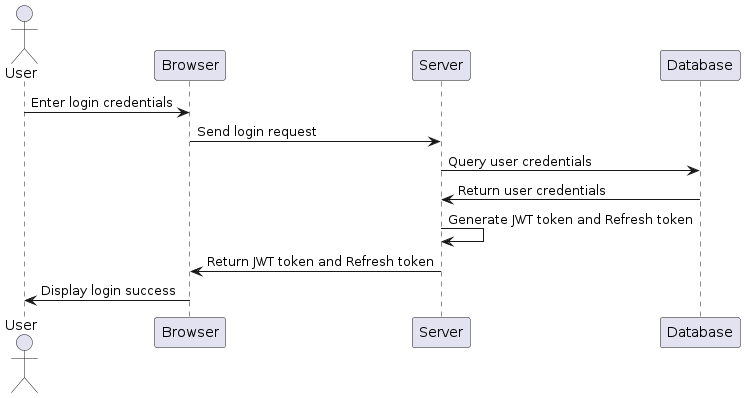 User
Browser
Server
Database
Enter login credentials
Send login request
Query user credentials
Return user credentials
Generate JWT token and Refresh token
Return JWT token and Refresh token
Display login success
User
Browser
Server
Database